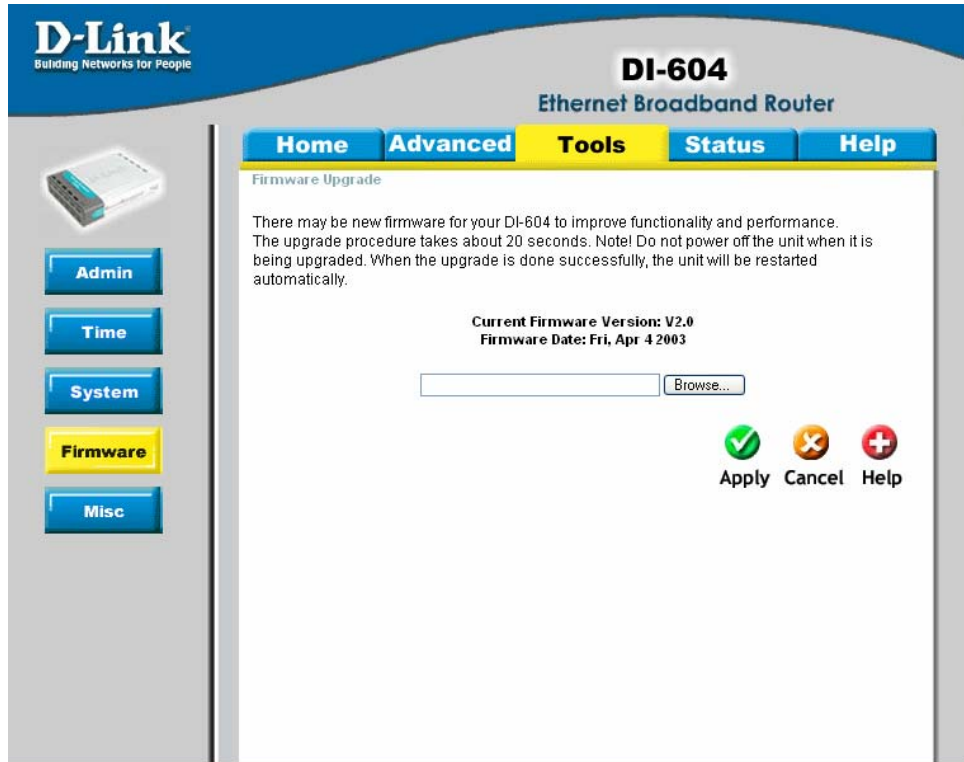 D-Link
Building Networks for People
DI-604
Ethernet Broadband Router
Home Advanced Tools Status Help
Firmware Upgrade
There may be new firmware for your DI-604 to improve functionality and performance.
The upgrade procedure takes about 20 seconds. Note! Do not power off the unit when it is
being upgraded. When the upgrade is done successfully, the unit will be restarted
automatically.
Current Firmware Version: V2.0
Firmware Date: Fri, Apr 4 2003
Browse...
Apply Cancel Help
Admin
Time
System
Firmware
Misc